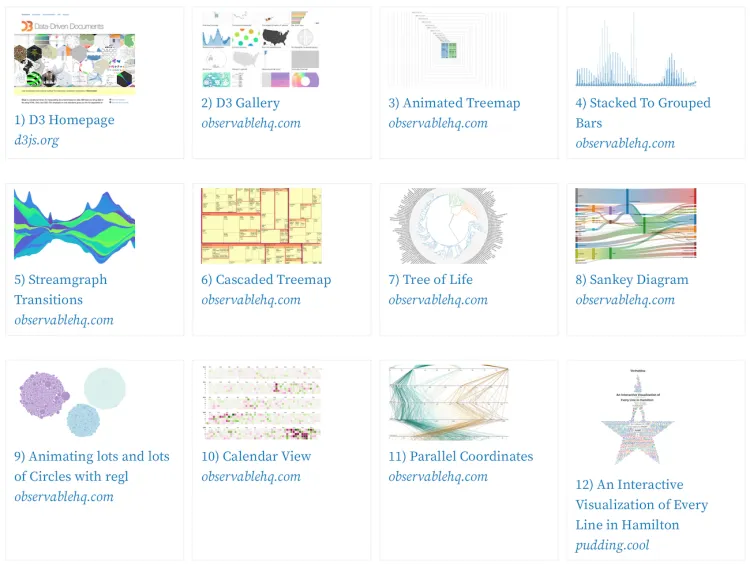 D3 Data-Driven Documents
1) D3 Homepage
d3js.org
2) D3 Gallery
observablehq.com
3) Animated Treemap
observablehq.com
4) Stacked To Grouped
Bars
observablehq.com
5) Streamgraph
Transitions
observablehq.com
6) Cascaded Treemap
observablehq.com
7) Tree of Life
observablehq.com
8) Sankey Diagram
observablehq.com
9) Animating lots and lots
of Circles with regl
observablehq.com
10) Calendar View
observablehq.com
11) Parallel Coordinates
observablehq.com
An Interactive Visualization of
Every Line in Hamilton
12) An Interactive
Visualization of Every
Line in Hamilton
pudding.cool